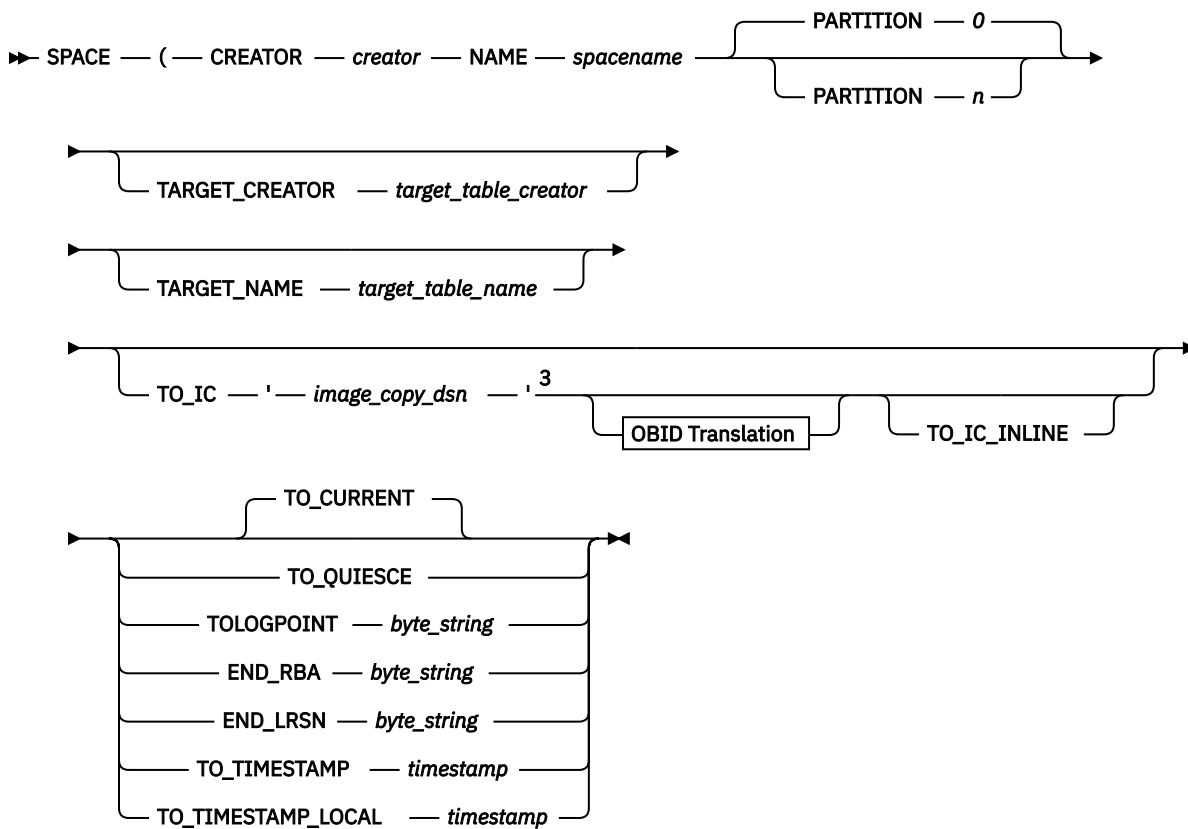 PARTITION 0
SPACE ( CREATOR creator NAME spacename
PARTITION n
TARGET_CREATOR target_table_creator
TARGET_NAME target_table_name
TO_IC ' image_copy_dsn ' 3
OBID Translation TO_IC_INLINE
TO_CURRENT
TO_QUIESCE
TOLOGPOINT byte_string
END_RBA byte_string
END_LRSN byte_string
TO_TIMESTAMP timestamp
TO_TIMESTAMP_LOCAL timestamp